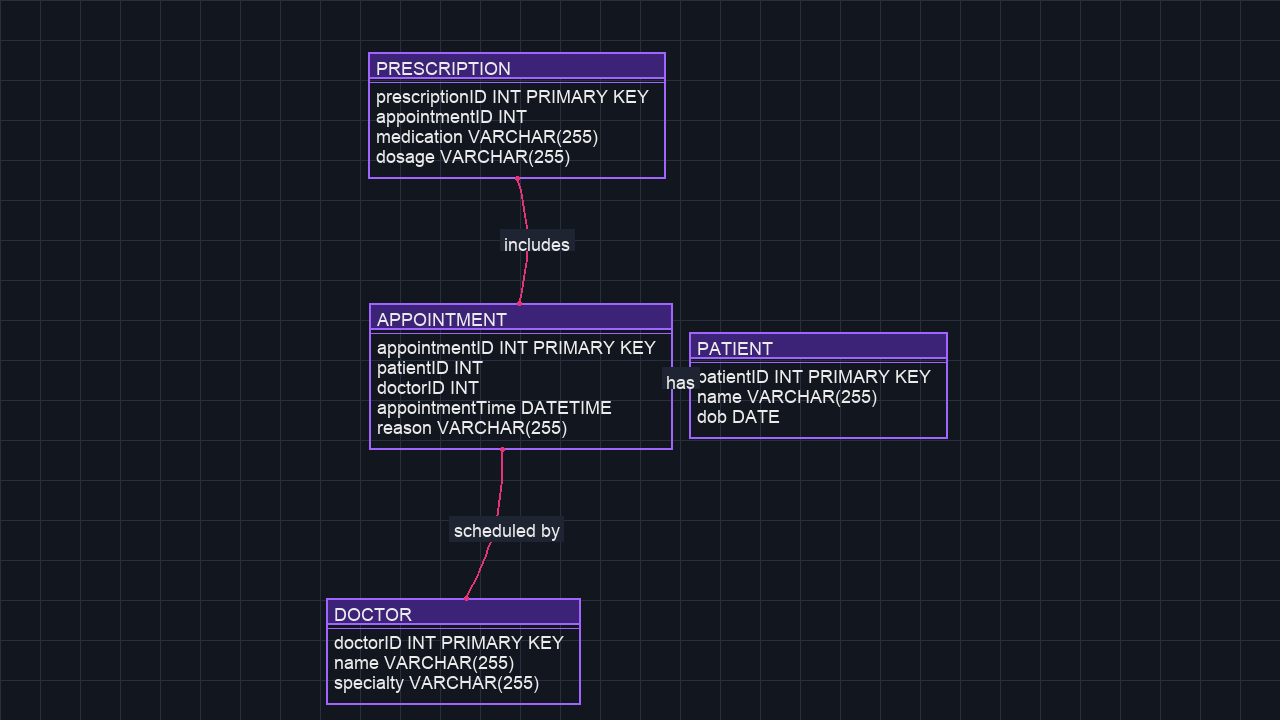 PRESCRIPTION
prescriptionID INT PRIMARY KEY
appointmentID INT
medication VARCHAR(255)
dosage VARCHAR(255)
includes
APPOINTMENT
appointmentID INT PRIMARY KEY
patientID INT
doctorID INT
appointmentTime DATETIME
reason VARCHAR(255)
has
PATIENT
patientID INT PRIMARY KEY
name VARCHAR(255)
dob DATE
scheduled by
DOCTOR
doctorID INT PRIMARY KEY
name VARCHAR(255)
specialty VARCHAR(255)